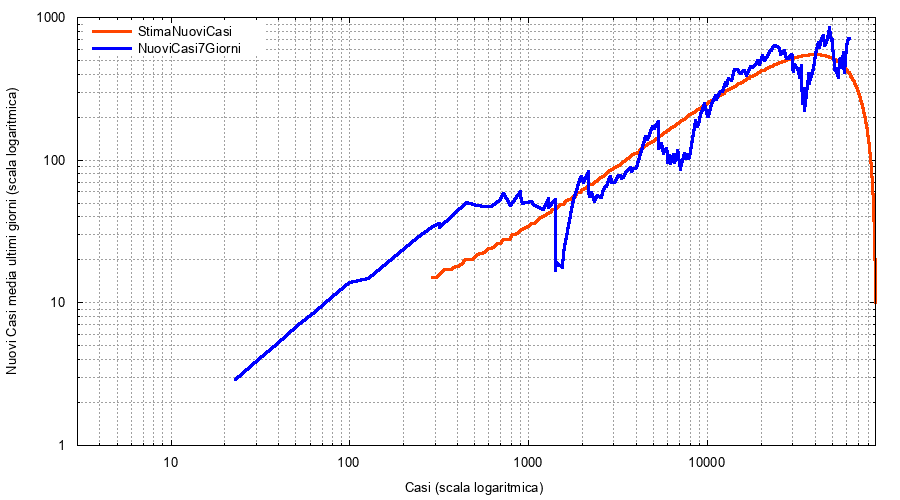 1000
StimaNuoviCasi
NuoviCasi7Giorni
100
10
1
Nuovi Casi media ultimi giorni (scala logaritmica)
10
100
1000
10000
Casi (scala logaritmica)